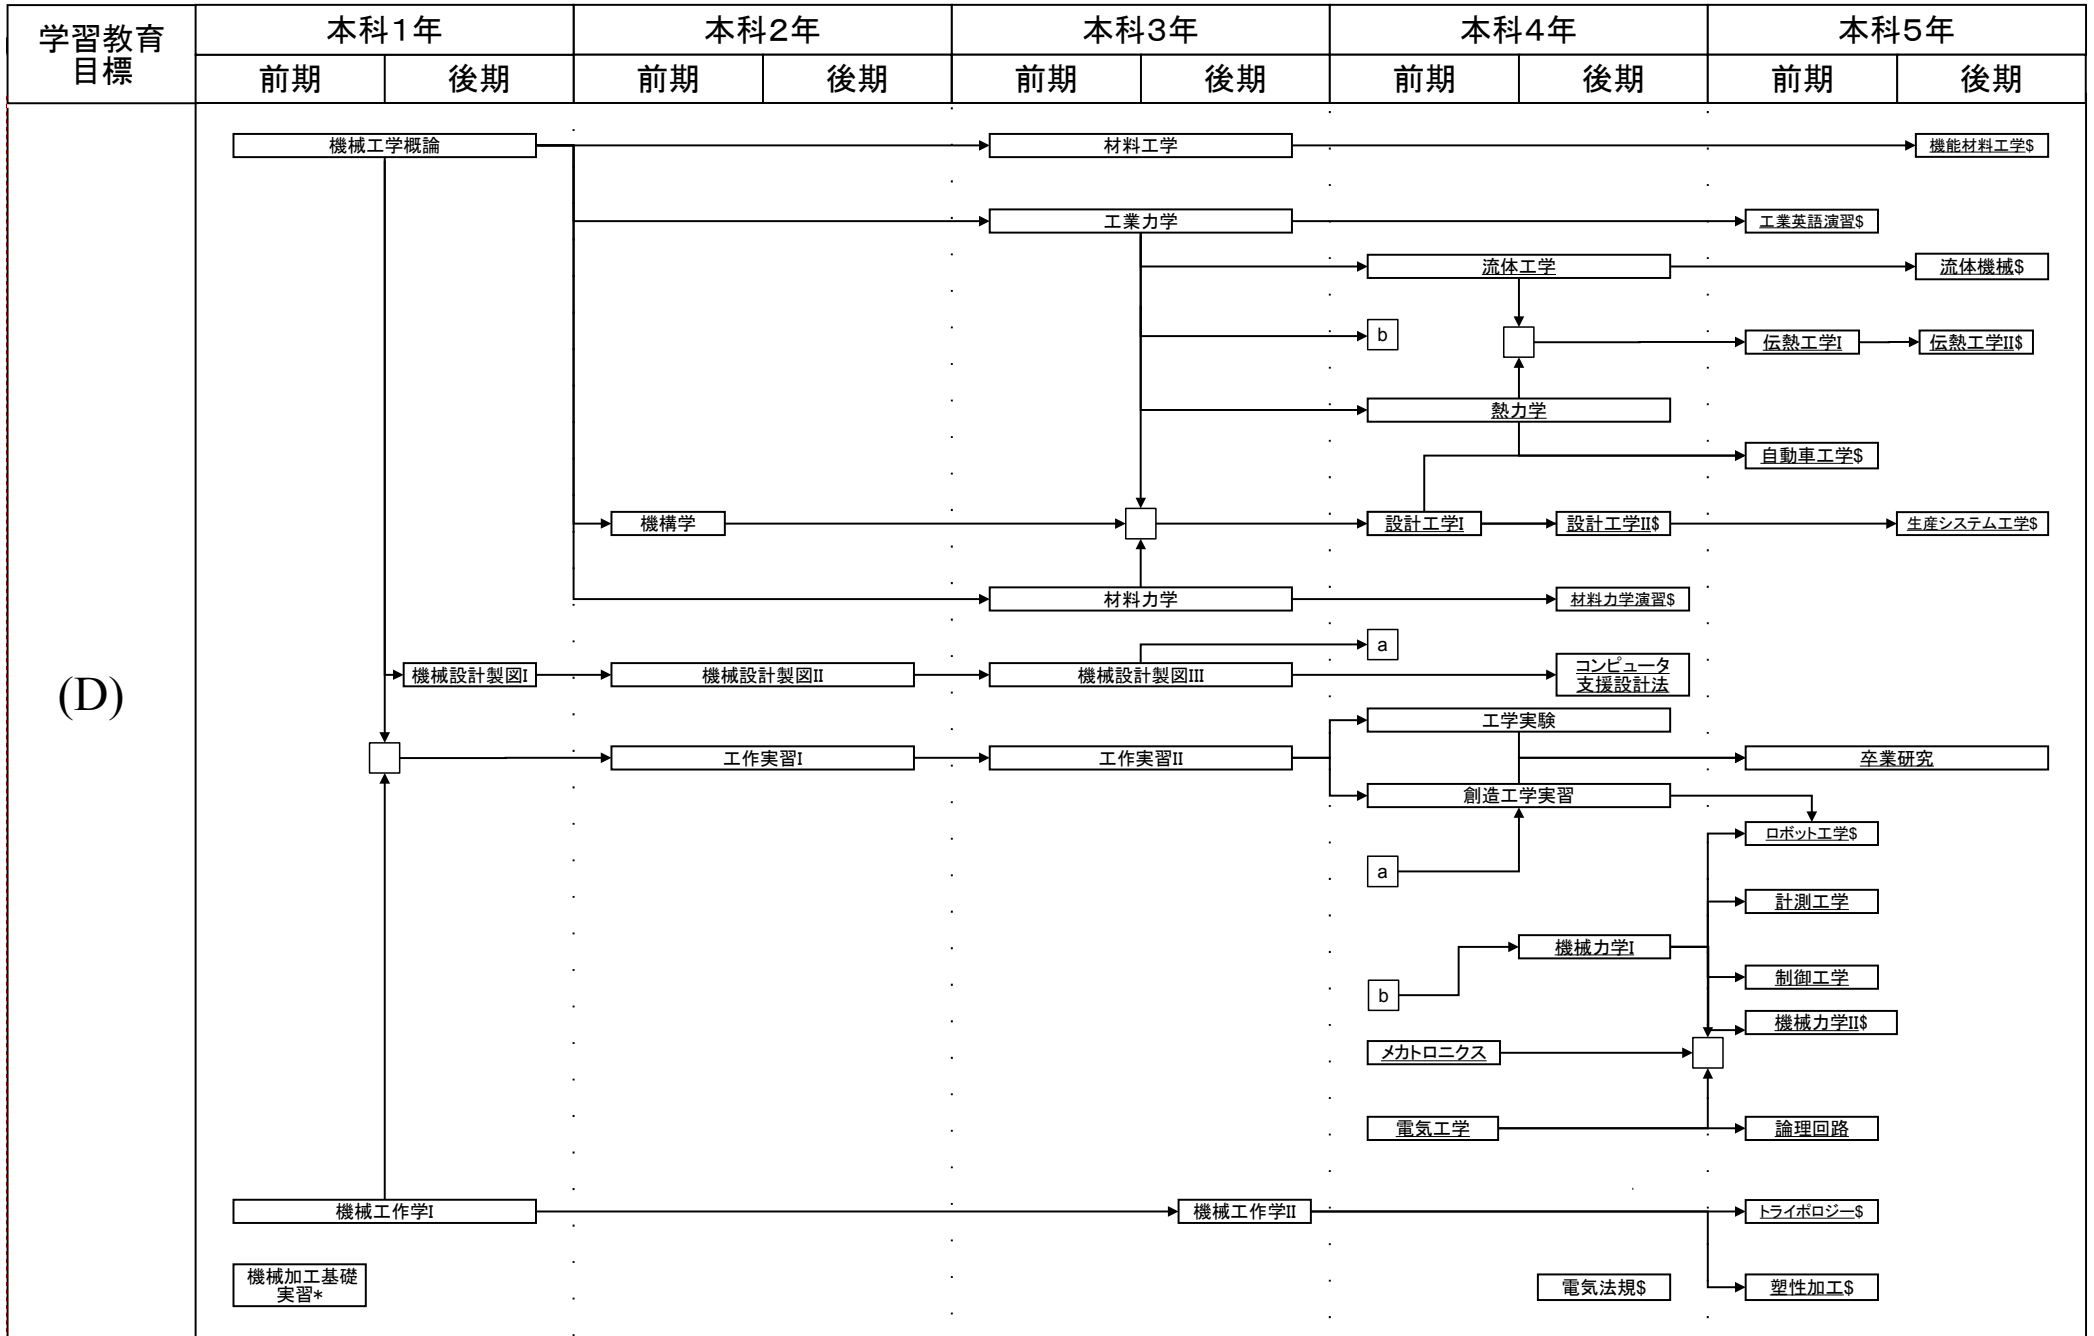 学習教育
目標
本科1年
本科2年
本科3年
本科4年
本科5年
前期
後期
前期
後期
前期
後期
前期
後期
前期
後期
(D)
機械工学概論
材料工学
機能材料工学$
工業力学
工業英語演習$
流体工学
流体機械$
b
伝熱工学I
伝熱工学II$
熱力学
自動車工学$
機構学
設計工学I
設計工学II$
生産システム工学$
材料力学
材料力学演習$
a
機械設計製図I
機械設計製図II
機械設計製図III
コンピュータ
支援設計法
工学実験
工作実習I
工作実習II
卒業研究
創造工学実習
ロボット工学$
a
計測工学
機械力学I
制御工学
b
機械力学II$
メカトロニクス
電気工学
論理回路
機械工作学I
機械工作学II
トライボロジー$
機械加工基礎
実習*
電気法規$
塑性加工$